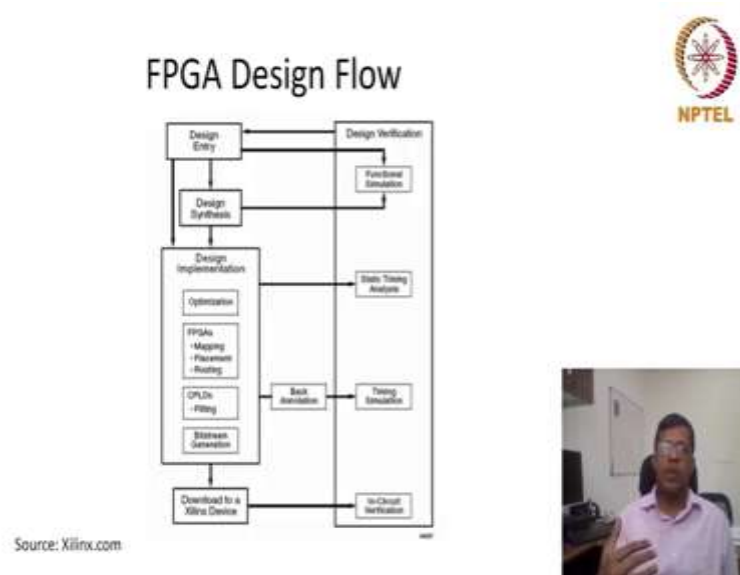 FPGA Design Flow
NPTEL
Design
Entry
Design Verification
Functional
Simulation
Design
Synthesis
Design
Implementation
Static Timing
Analysis
Optimization
FPGAs
· Mapping
· Placement
· Routing
CPLDs
· Fitting
Back
Annotation
Timing
Simulation
Bitstream
Generation
Download to a
Xilinx Device
In-Circuit
Verification
Source: Xilinx.com